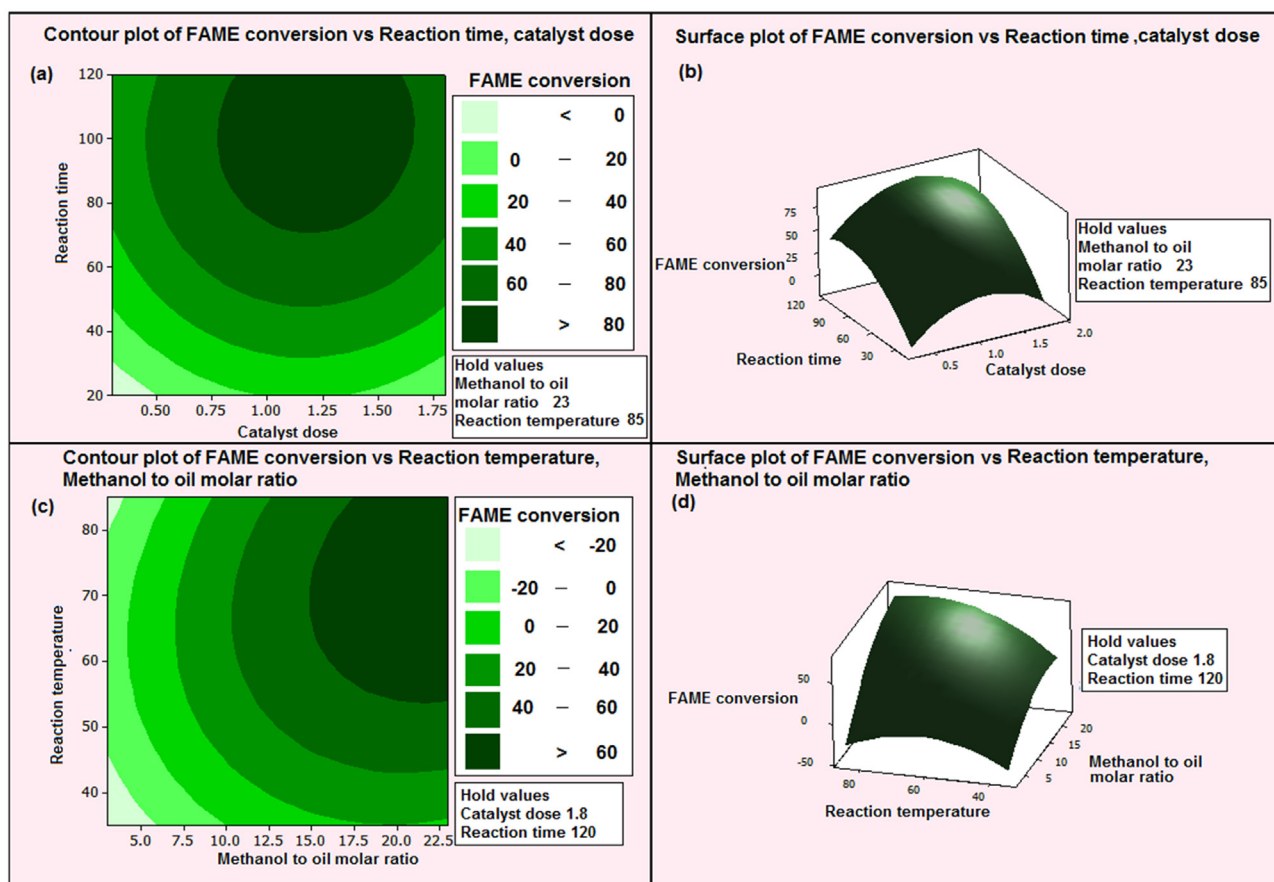 Contour plot of FAME conversion vs Reaction time, catalyst dose
(a)
FAME conversion
120
100
80
60
40
20
Reaction time
0.50 0.75 1.00 1.25 1.50 1.75
Catalyst dose
< 0
0 – 20
20 – 40
40 – 60
60 – 80
> 80
Hold values
Methanol to oil
molar ratio 23
Reaction temperature 85
Surface plot of FAME conversion vs Reaction time ,catalyst dose
(b)
75
50
25
0
FAME conversion
120
90
60
30
Reaction time
0.5 1.0 1.5 2.0
Catalyst dose
Hold values
Methanol to oil
molar ratio 23
Reaction temperature 85
Contour plot of FAME conversion vs Reaction temperature,
Methanol to oil molar ratio
(c)
FAME conversion
80
70
60
50
40
Reaction temperature
5.0 7.5 10.0 12.5 15.0 17.5 20.0 22.5
Methanol to oil molar ratio
< -20
-20 – 0
0 – 20
20 – 40
40 – 60
> 60
Hold values
Catalyst dose 1.8
Reaction time 120
Surface plot of FAME conversion vs Reaction temperature,
Methanol to oil molar ratio
(d)
50
0
-50
FAME conversion
80 60 40
Reaction temperature
5
10
15
20
Methanol to oil
molar ratio
Hold values
Catalyst dose 1.8
Reaction time 120